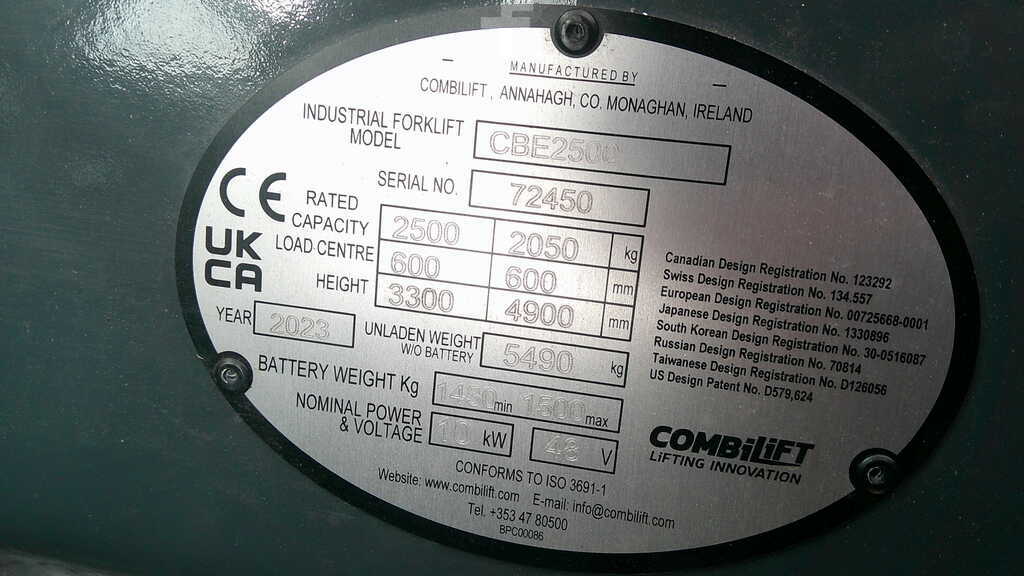 MANUFACTURED BY
COMBILIFT , ANNAHAGH, CO. MONAGHAN, IRELAND
INDUSTRIAL FORKLIFT MODEL CBE2500
SERIAL NO. 72450
RATED CAPACITY 2500 2050 kg
LOAD CENTRE 600 600 mm
HEIGHT 3300 4900 mm
CE
UK
CA
YEAR 2023
UNLADEN WEIGHT W/O BATTERY 5490 kg
BATTERY WEIGHT Kg min 1500 max
NOMINAL POWER & VOLTAGE 10 kW 48 V
CONFORMS TO ISO 3691-1
Website: www.combilift.com E-mail: info@combilift.com
Tel. +353 47 80500
BPC00086
Canadian Design Registration No. 123292
Swiss Design Registration No. 134.557
European Design Registration No. 00725668-0001
Japanese Design Registration No. 1330896
South Korean Design Registration No. 30-0516087
Russian Design Registration No. 70814
Taiwanese Design Registration No. D126056
US Design Patent No. D579,624
COMBiLiFT
LiFTING INNOVATION